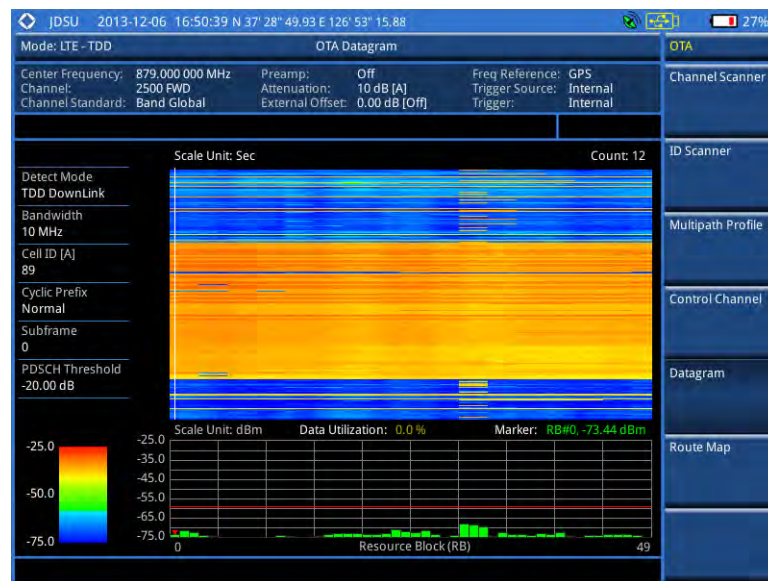 JDSU 2013-12-06 16:50:39 N 37' 28" 49.93 E 126' 53" 15.88 27%
Mode: LTE - TDD OTA Datagram OTA
Center Frequency: 879.000 000 MHz Preamp: Off Freq Reference: GPS
Channel: 2500 FWD Attenuation: 10 dB [A] Trigger Source: Internal
Channel Standard: Band Global External Offset: 0.00 dB [Off] Trigger: Internal
Channel Scanner
ID Scanner
Multipath Profile
Control Channel
Datagram
Route Map
Scale Unit: Sec Count: 12
Detect Mode
TDD DownLink
Bandwidth
10 MHz
Cell ID [A]
89
Cyclic Prefix
Normal
Subframe
0
PDSCH Threshold
-20.00 dB
Scale Unit: dBm Data Utilization: 0.0 % Marker: RB#0, -73.44 dBm
-25.0
-50.0
-75.0
-25.0
-35.0
-45.0
-55.0
-65.0
-75.0
0 Resource Block (RB) 49